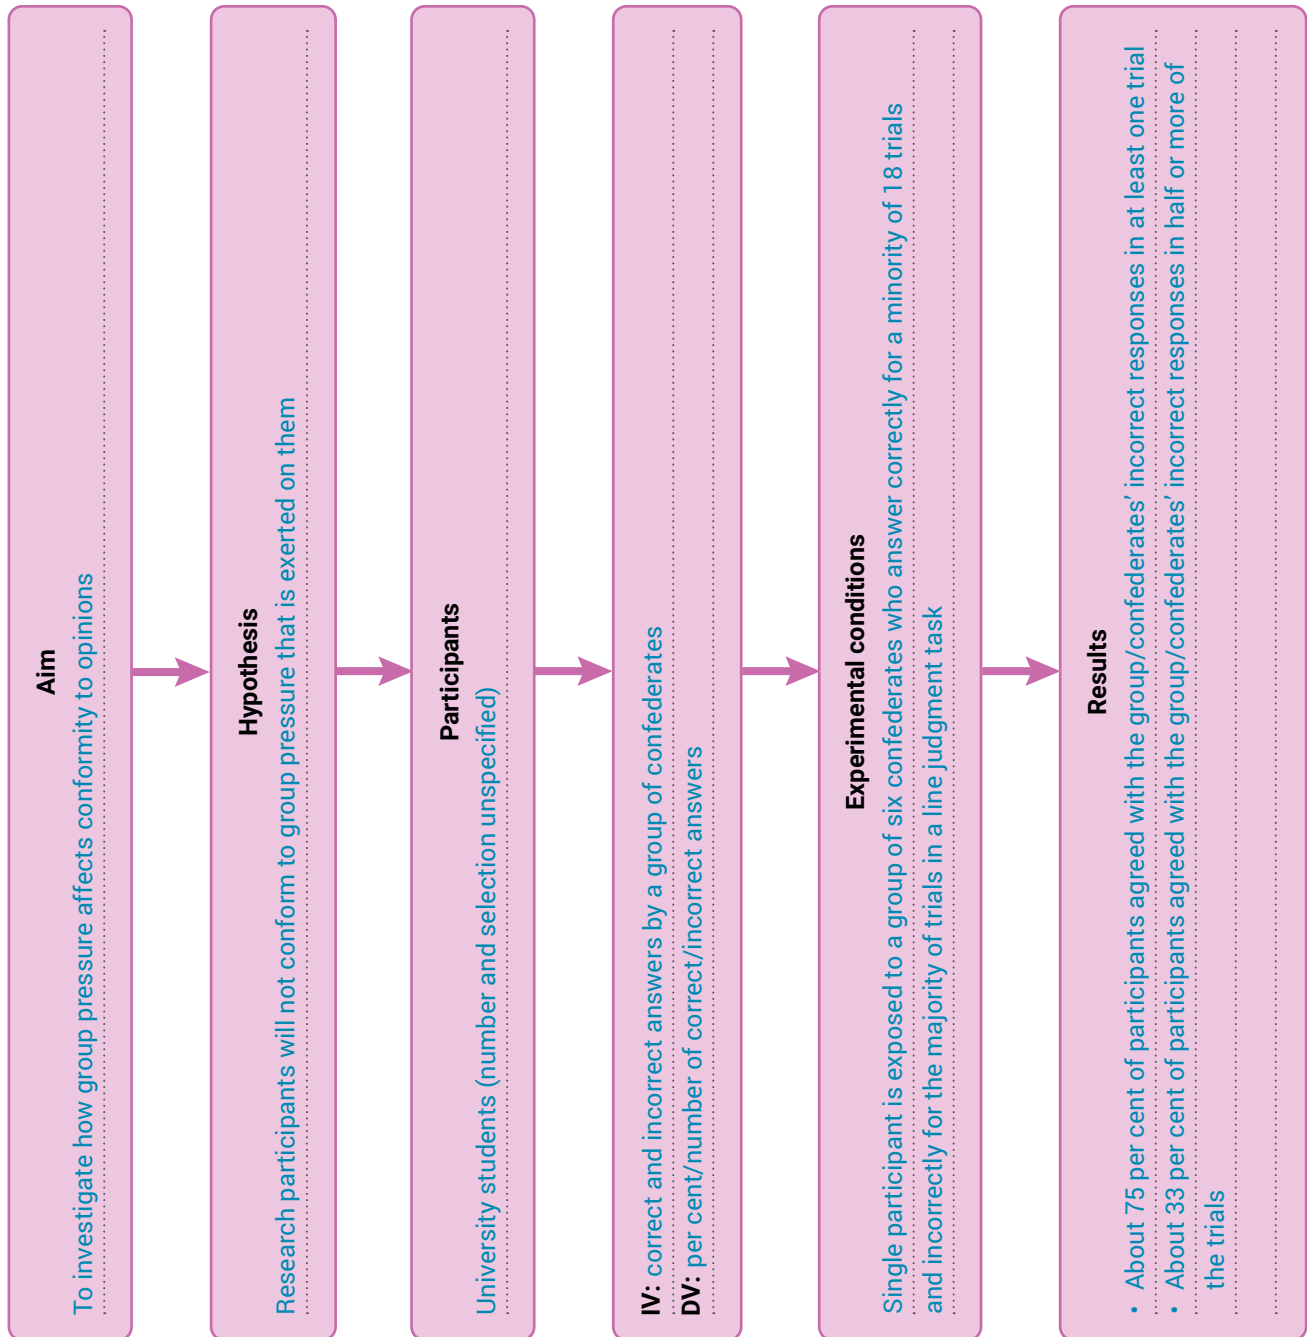 Aim
To investigate how group pressure affects conformity to opinions
Hypothesis
Research participants will not conform to group pressure that is exerted on them
Participants
University students (number and selection unspecified)
IV: correct and incorrect answers by a group of confederates
DV: per cent/number of correct/incorrect answers
Experimental conditions
Single participant is exposed to a group of six confederates who answer correctly for a minority of 18 trials
and incorrectly for the majority of trials in a line judgment task
Results
• About 75 per cent of participants agreed with the group/confederates’ incorrect responses in at least one trial
• About 33 per cent of participants agreed with the group/confederates’ incorrect responses in half or more of
the trials